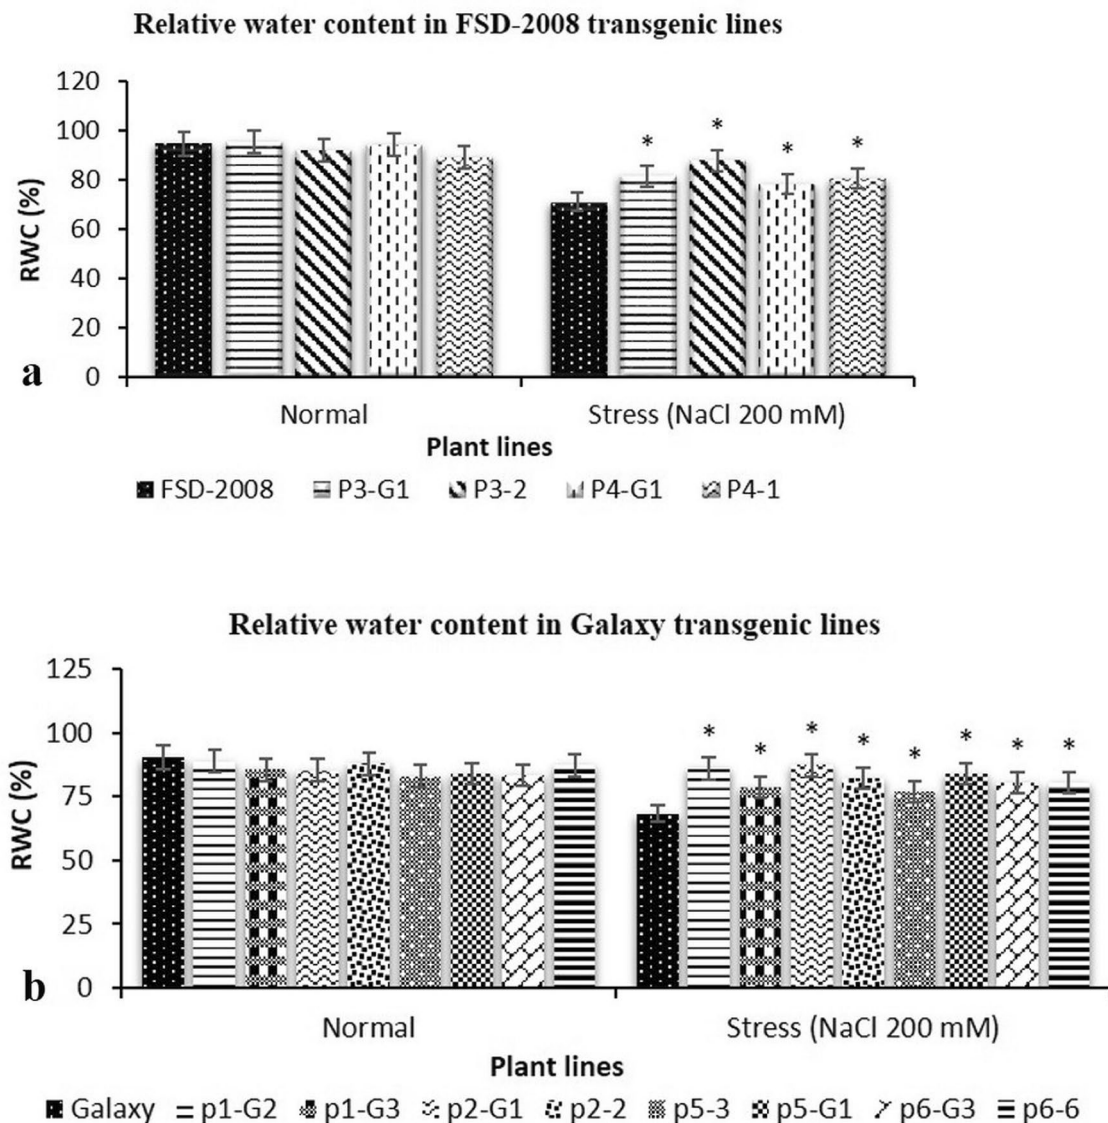 Relative water content in FSD-2008 transgenic lines
120
100
80
60
40
20
0
RWC (%)
* * * *
a
Normal Stress (NaCl 200 mM)
Plant lines
FSD-2008 P3-G1 P3-2 P4-G1 P4-1
Relative water content in Galaxy transgenic lines
125
100
75
50
25
0
RWC (%)
* * * * * * * *
b
Normal Stress (NaCl 200 mM)
Plant lines
Galaxy p1-G2 p1-G3 p2-G1 p2-2 p5-3 p5-G1 p6-G3 p6-6